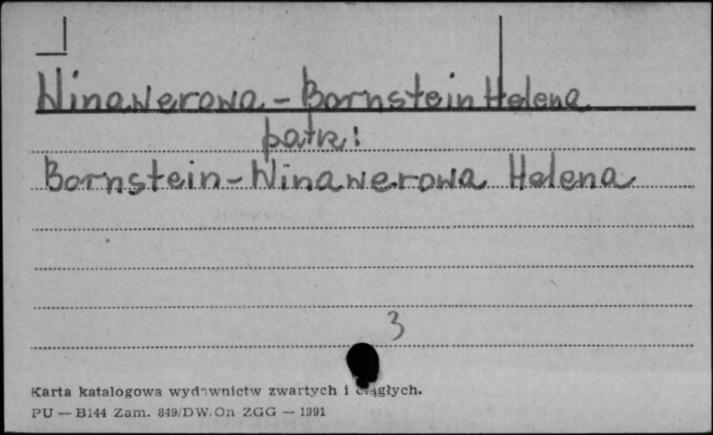 Winawerowa - Bornstein Helena
patrz:
Bornstein - Winawerowa Helena
3
Karta katalogowa wydawnictw zwartych i ciągłych.
PU — B144 Zam. 849/DW/On ZGG — 1991